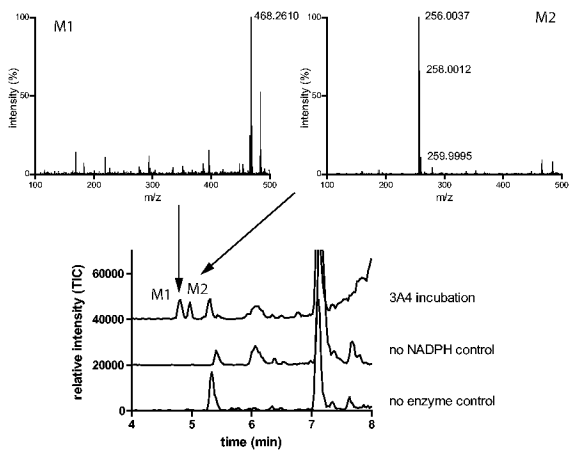 M1
100
50
0
intensity (%)
468.2610
100 200 300 400 500
m/z
M2
100
50
0
intensity (%)
256.0037
258.0012
259.9995
100 200 300 400 500
m/z
relative intensity (TIC)
60000
40000
20000
0
M1
M2
3A4 incubation
no NADPH control
no enzyme control
4 5 6 7 8
time (min)